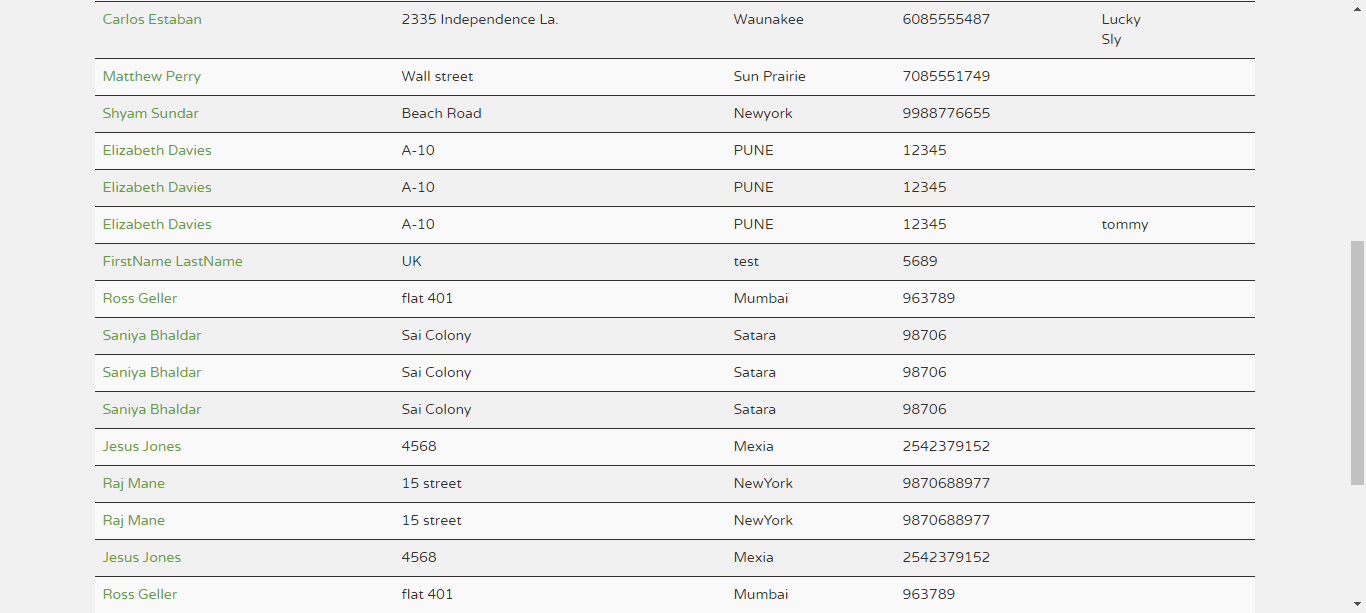 Carlos Estaban 2335 Independence La. Waunakee 6085555487 Lucky
Sly
Matthew Perry Wall street Sun Prairie 7085551749
Shyam Sundar Beach Road Newyork 9988776655
Elizabeth Davies A-10 PUNE 12345
Elizabeth Davies A-10 PUNE 12345
Elizabeth Davies A-10 PUNE 12345 tommy
FirstName LastName UK test 5689
Ross Geller flat 401 Mumbai 963789
Saniya Bhaldar Sai Colony Satara 98706
Saniya Bhaldar Sai Colony Satara 98706
Saniya Bhaldar Sai Colony Satara 98706
Jesus Jones 4568 Mexia 2542379152
Raj Mane 15 street NewYork 9870688977
Raj Mane 15 street NewYork 9870688977
Jesus Jones 4568 Mexia 2542379152
Ross Geller flat 401 Mumbai 963789